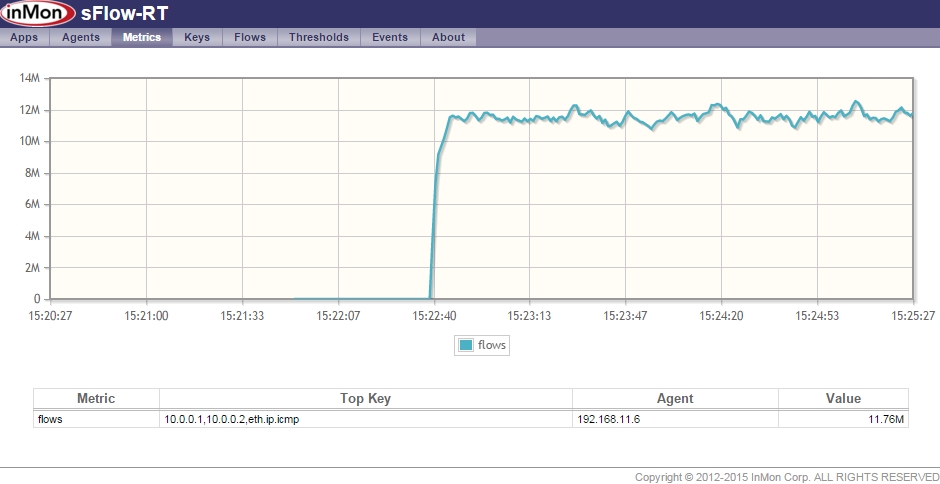 inMon sFlow-RT
Apps Agents Metrics Keys Flows Thresholds Events About
14M
12M
10M
8M
6M
4M
2M
0
15:20:27 15:21:00 15:21:33 15:22:07 15:22:40 15:23:13 15:23:47 15:24:20 15:24:53 15:25:27
flows
Metric Top Key Agent Value
flows 10.0.0.1,10.0.0.2,eth.ip.icmp 192.168.11.6 11.76M
Copyright © 2012-2015 InMon Corp. ALL RIGHTS RESERVED